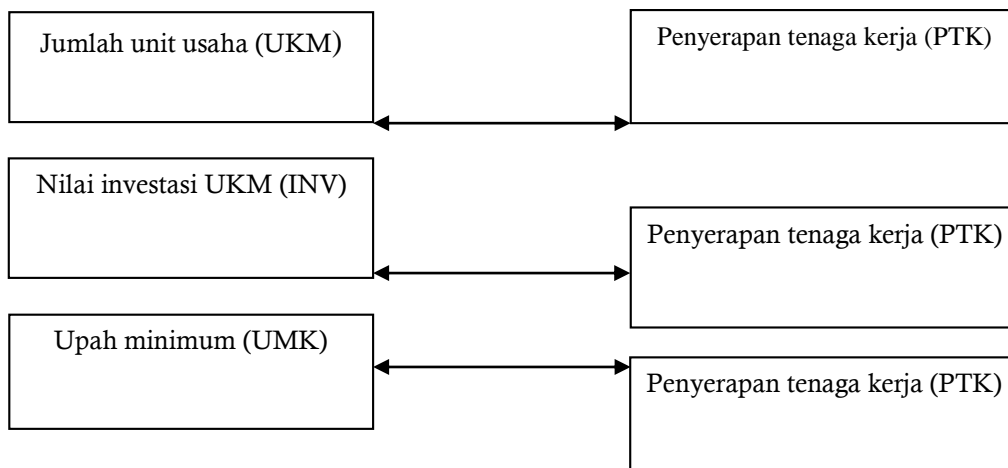 Jumlah unit usaha (UKM)
Penyerapan tenaga kerja (PTK)
Nilai investasi UKM (INV)
Penyerapan tenaga kerja (PTK)
Upah minimum (UMK)
Penyerapan tenaga kerja (PTK)